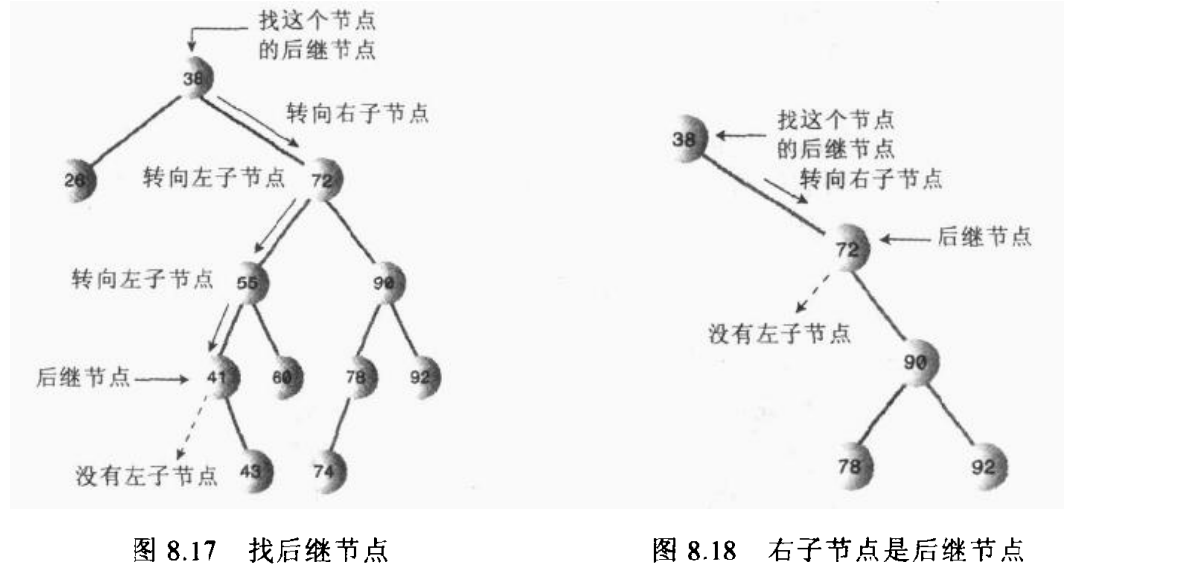 找这个节点
的后继节点
38
转向右子节点
26
转向左子节点
72
转向左子节点
55
90
后继节点
41
60
78
92
没有左子节点
43
74
图 8.17 找后继节点
38
找这个节点
的后继节点
转向右子节点
72
后继节点
没有左子节点
90
78
92
图 8.18 右子节点是后继节点